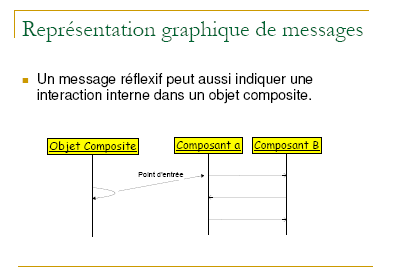 Représentation graphique de messages
Un message réflexif peut aussi indiquer une
interaction interne dans un objet composite.
Objet Composite
Composant a
Composant B
Point d'entrée